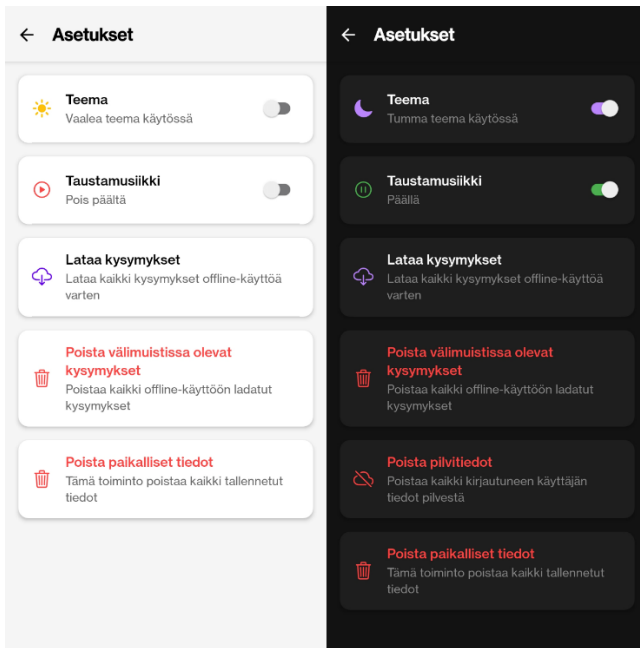 Asetukset
Teema
Vaalea teema käytössä
Taustamusiikki
Pois päältä
Lataa kysymykset
Lataa kaikki kysymykset offline-käyttöä
varten
Poista välimuistissa olevat
kysymykset
Poistaa kaikki offline-käyttöön ladatut
kysymykset
Poista paikalliset tiedot
Tämä toiminto poistaa kaikki tallennetut
tiedot
Asetukset
Teema
Tumma teema käytössä
Taustamusiikki
Päällä
Lataa kysymykset
Lataa kaikki kysymykset offline-käyttöä
varten
Poista välimuistissa olevat
kysymykset
Poistaa kaikki offline-käyttöön ladatut
kysymykset
Poista pilvitiedot
Poistaa kaikki kirjautuneen käyttäjän
tiedot pilvestä
Poista paikalliset tiedot
Tämä toiminto poistaa kaikki tallennetut
tiedot